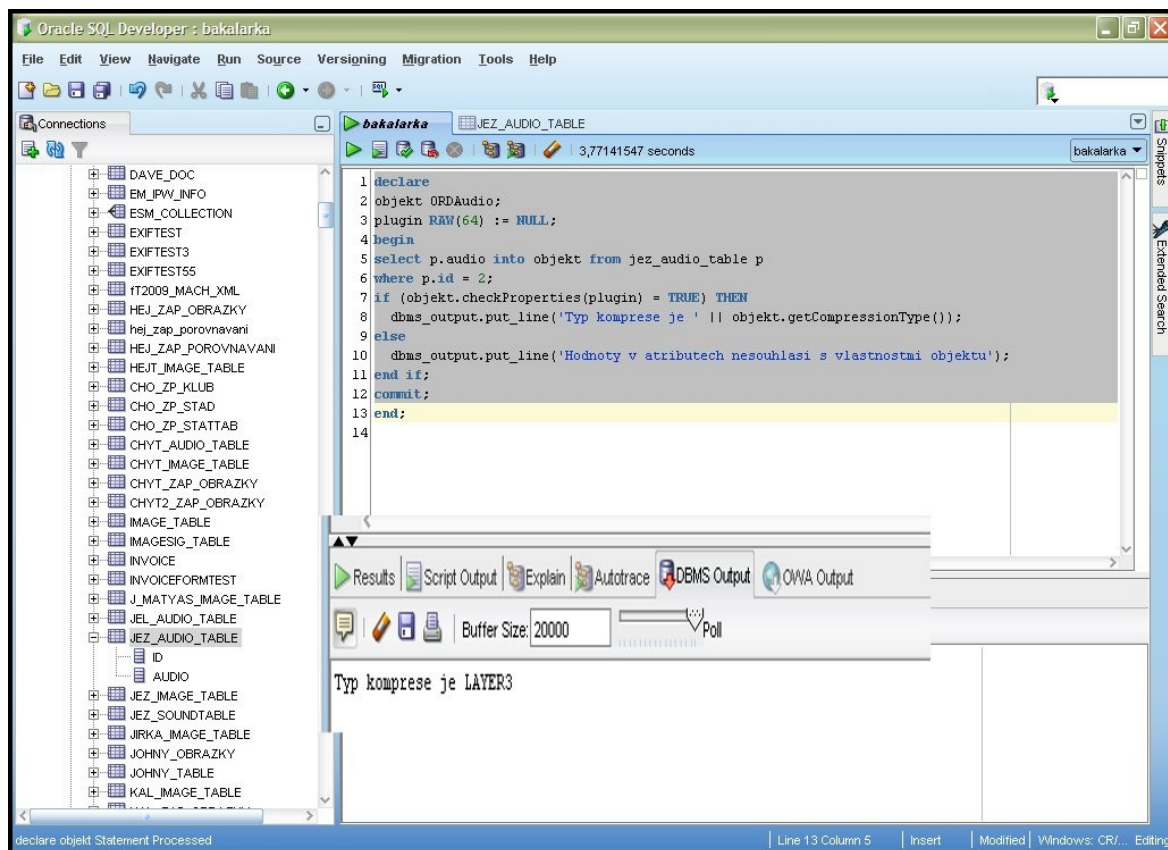 Oracle SQL Developer : bakalarka
File Edit View Navigate Run Source Versioning Migration Tools Help
Connections
DAVE_DOC
EM_IPW_INFO
ESM_COLLECTION
EXIFTEST
EXIFTEST3
EXIFTEST55
fT2009_MACH_XML
HEJ_ZAP_OBRAZKY
hej_zap_porovnavani
HEJ_ZAP_POROVNAVANI
HEJT_IMAGE_TABLE
CHO_ZP_KLUB
CHO_ZP_STAD
CHO_ZP_STATTAB
CHYT_AUDIO_TABLE
CHYT_IMAGE_TABLE
CHYT_ZAP_OBRAZKY
CHYT2_ZAP_OBRAZKY
IMAGE_TABLE
IMAGESIG_TABLE
INVOICE
INVOICEFORMTEST
J_MATYAS_IMAGE_TABLE
JEL_AUDIO_TABLE
JEZ_AUDIO_TABLE
ID
AUDIO
JEZ_IMAGE_TABLE
JEZ_SOUNDTABLE
JIRKA_IMAGE_TABLE
JOHNY_OBRAZKY
JOHNY_TABLE
KAL_IMAGE_TABLE
bakalarka JEZ_AUDIO_TABLE
3,77141547 seconds bakalarka
1 declare
2 objekt ORDAudio;
3 plugin RAW(64) := NULL;
4 begin
5 select p.audio into objekt from jez_audio_table p
6 where p.id = 2;
7 if (objekt.checkProperties(plugin) = TRUE) THEN
8 dbms_output.put_line('Typ komprese je ' || objekt.getCompressionType());
9 else
10 dbms_output.put_line('Hodnoty v atributech nesouhlasi s vlastnostmi objektu');
11 end if;
12 commit;
13 end;
14
Results Script Output Explain Autotrace DBMS Output OWA Output
Buffer Size: 20000 Poll
Typ komprese je LAYER3
Snippets
Extended Search
declare objekt Statement Processed Line 13 Column 5 Insert Modified Windows: CR/... Editing